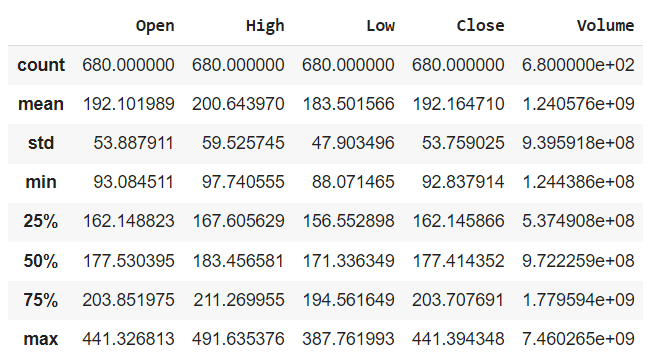 Open High Low Close Volume
count 680.000000 680.000000 680.000000 680.000000 6.800000e+02
mean 192.101989 200.643970 183.501566 192.164710 1.240576e+09
std 53.887911 59.525745 47.903496 53.759025 9.395918e+08
min 93.084511 97.740555 88.071465 92.837914 1.244386e+08
25% 162.148823 167.605629 156.552898 162.145866 5.374908e+08
50% 177.530395 183.456581 171.336349 177.414352 9.722259e+08
75% 203.851975 211.269955 194.561649 203.707691 1.779594e+09
max 441.326813 491.635376 387.761993 441.394348 7.460265e+09